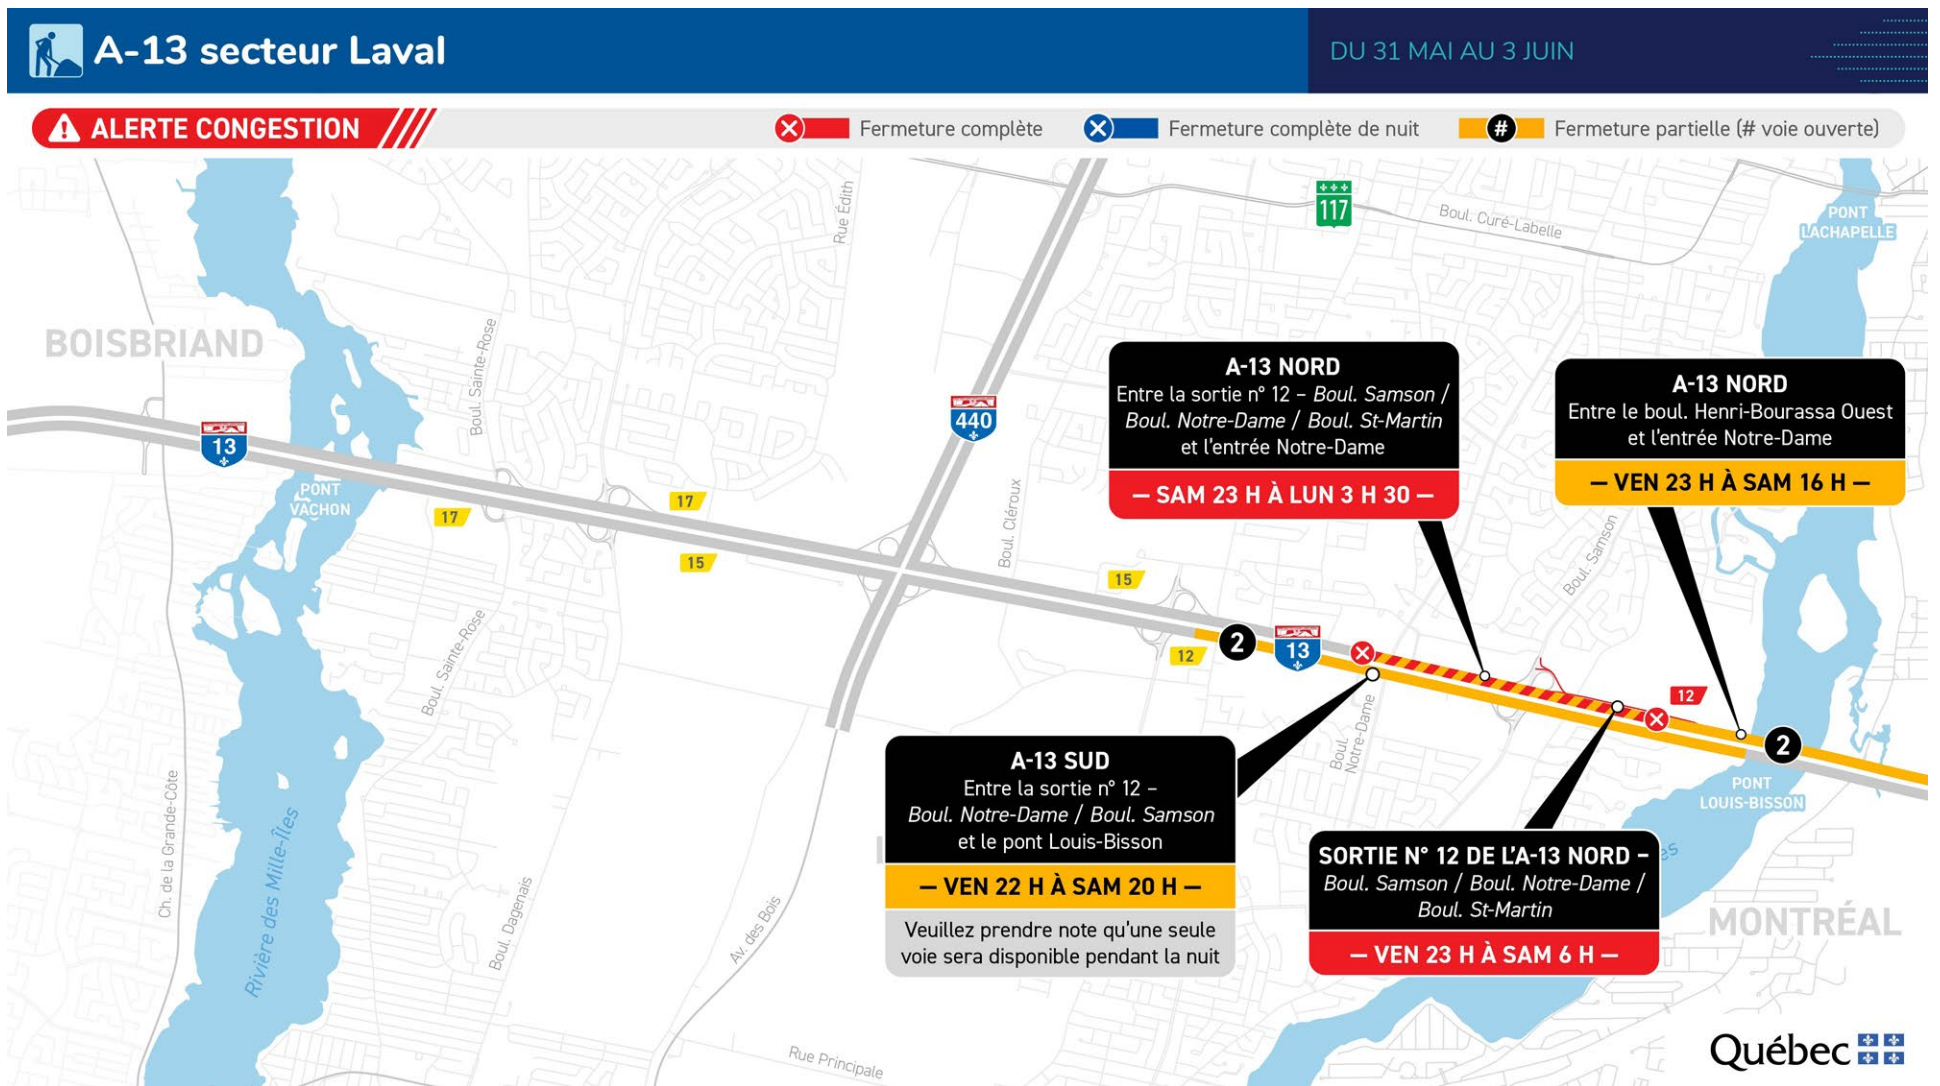 A-13 secteur Laval
DU 31 MAI AU 3 JUIN
ALERTE CONGESTION
Fermeture complète
Fermeture complète de nuit
#
Fermeture partielle (# voie ouverte)
117
Boul. Curé-Labelle
PONT
LACHAPELLE
Rue Édith
BOISBRIAND
Boul. Sainte-Rose
13
PONT
VACHON
17
17
15
440
Boul. Cléroux
15
A-13 NORD
Entre la sortie n° 12 – Boul. Samson /
Boul. Notre-Dame / Boul. St-Martin
et l'entrée Notre-Dame
— SAM 23 H À LUN 3 H 30 —
A-13 NORD
Entre le boul. Henri-Bourassa Ouest
et l'entrée Notre-Dame
— VEN 23 H À SAM 16 H —
Boul. Samson
Boul. Sainte-Rose
12
2
13
12
2
Boul.
Notre-Dame
PONT
LOUIS-BISSON
A-13 SUD
Entre la sortie n° 12 –
Boul. Notre-Dame / Boul. Samson
et le pont Louis-Bisson
— VEN 22 H À SAM 20 H —
Veuillez prendre note qu'une seule
voie sera disponible pendant la nuit
SORTIE N° 12 DE L'A-13 NORD –
Boul. Samson / Boul. Notre-Dame /
Boul. St-Martin
— VEN 23 H À SAM 6 H —
Ch. de la Grande-Côte
Rivière des Mille-Îles
Boul. Dagenais
Av. des Bois
MONTRÉAL
Rue Principale
Québec